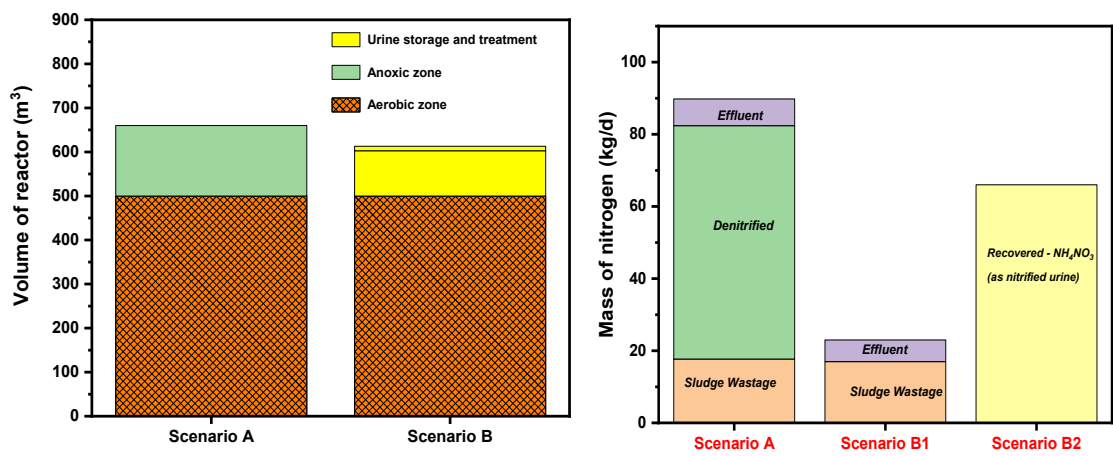 Volume of reactor (m³)
900
800
700
600
500
400
300
200
100
0
Urine storage and treatment
Anoxic zone
Aerobic zone
Scenario A
Scenario B
Mass of nitrogen (kg/d)
100
80
60
40
20
0
Effluent
Denitrified
Sludge Wastage
Effluent
Sludge Wastage
Recovered - NH₄NO₃
(as nitrified urine)
Scenario A
Scenario B1
Scenario B2